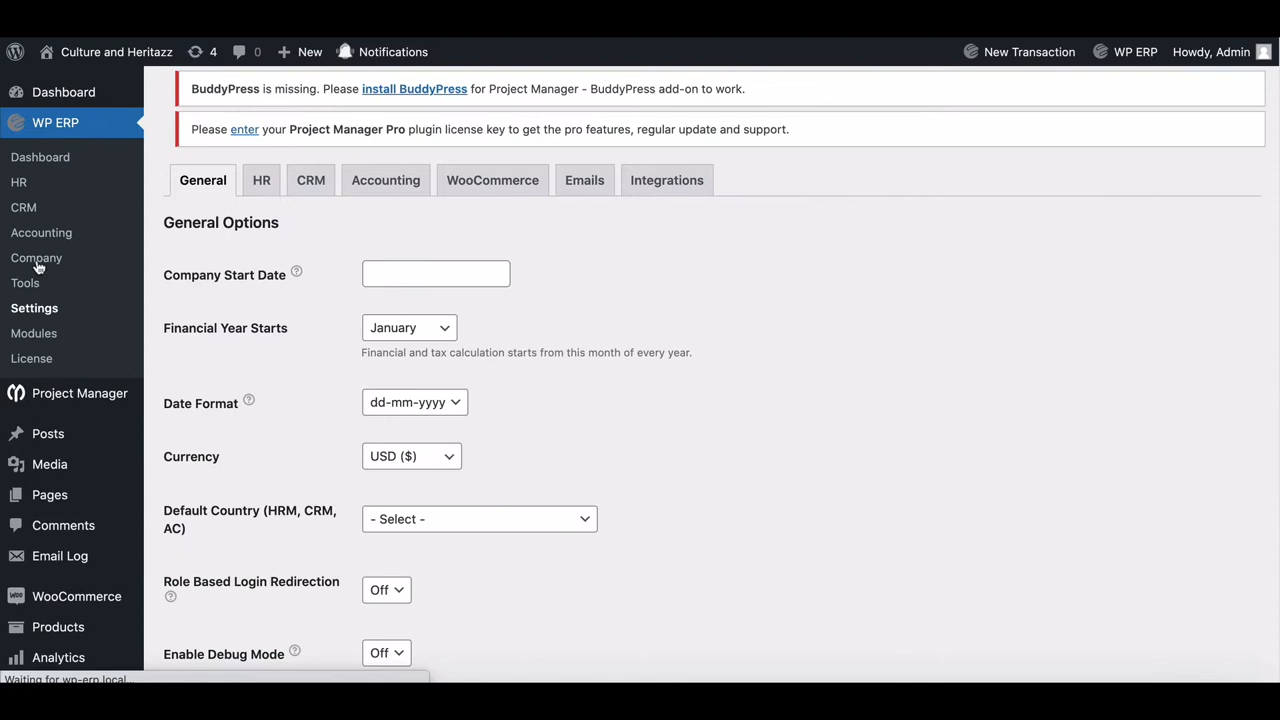 Culture and Heritazz 4 0 New Notifications New Transaction WP ERP Howdy, Admin
Dashboard
WP ERP
Dashboard
HR
CRM
Accounting
Company
Tools
Settings
Modules
License
Project Manager
Posts
Media
Pages
Comments
Email Log
WooCommerce
Products
Analytics
Waiting for wp-erp.local...
BuddyPress is missing. Please install BuddyPress for Project Manager - BuddyPress add-on to work.
Please enter your Project Manager Pro plugin license key to get the pro features, regular update and support.
General HR CRM Accounting WooCommerce Emails Integrations
General Options
Company Start Date ?
Financial Year Starts January
Financial and tax calculation starts from this month of every year.
Date Format ? dd-mm-yyyy
Currency USD ($)
Default Country (HRM, CRM,
AC) - Select -
Role Based Login Redirection
? Off
Enable Debug Mode ? Off